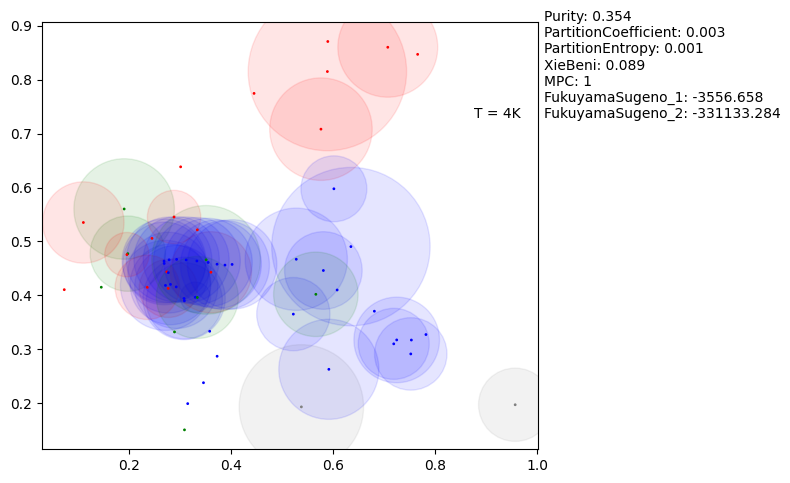 Purity: 0.354
PartitionCoefficient: 0.003
PartitionEntropy: 0.001
XieBeni: 0.089
MPC: 1
FukuyamaSugeno_1: -3556.658
FukuyamaSugeno_2: -331133.284
T = 4K
0.9
0.8
0.7
0.6
0.5
0.4
0.3
0.2
0.2
0.4
0.6
0.8
1.0